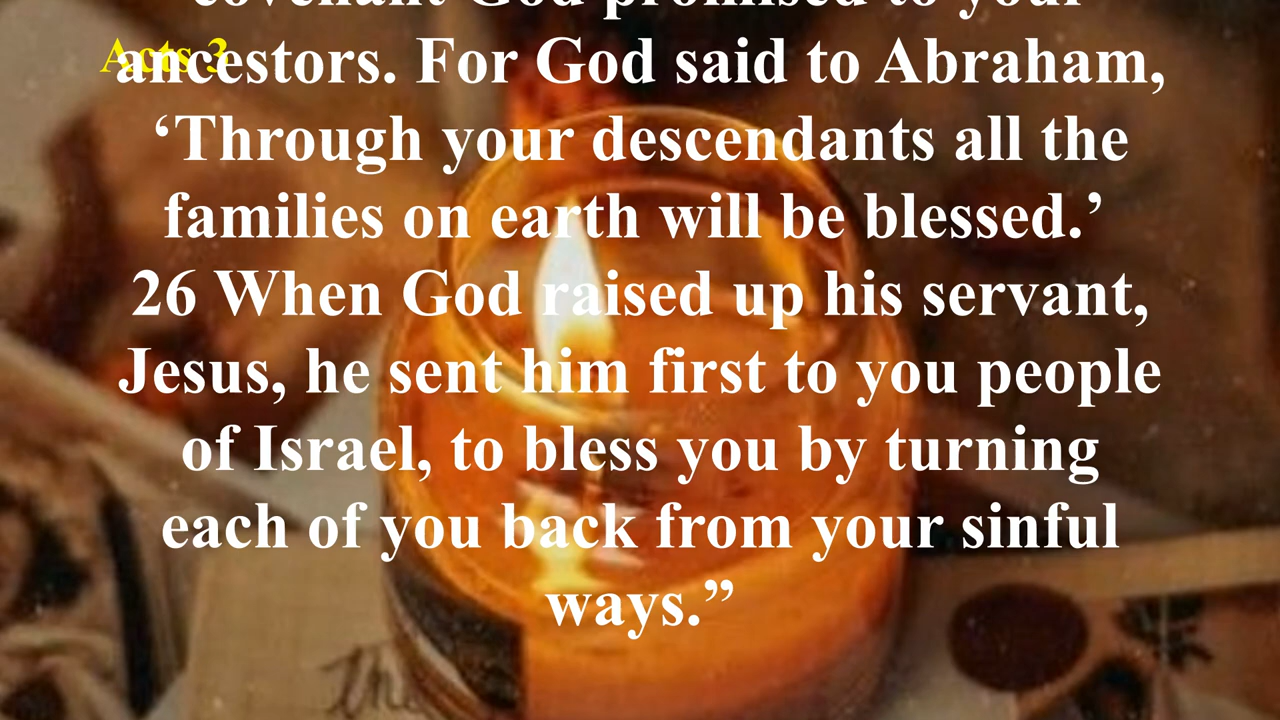 covenant God promised to your
Acts 3
ancestors. For God said to Abraham,
‘Through your descendants all the
families on earth will be blessed.’
26 When God raised up his servant,
Jesus, he sent him first to you people
of Israel, to bless you by turning
each of you back from your sinful
ways.”
The